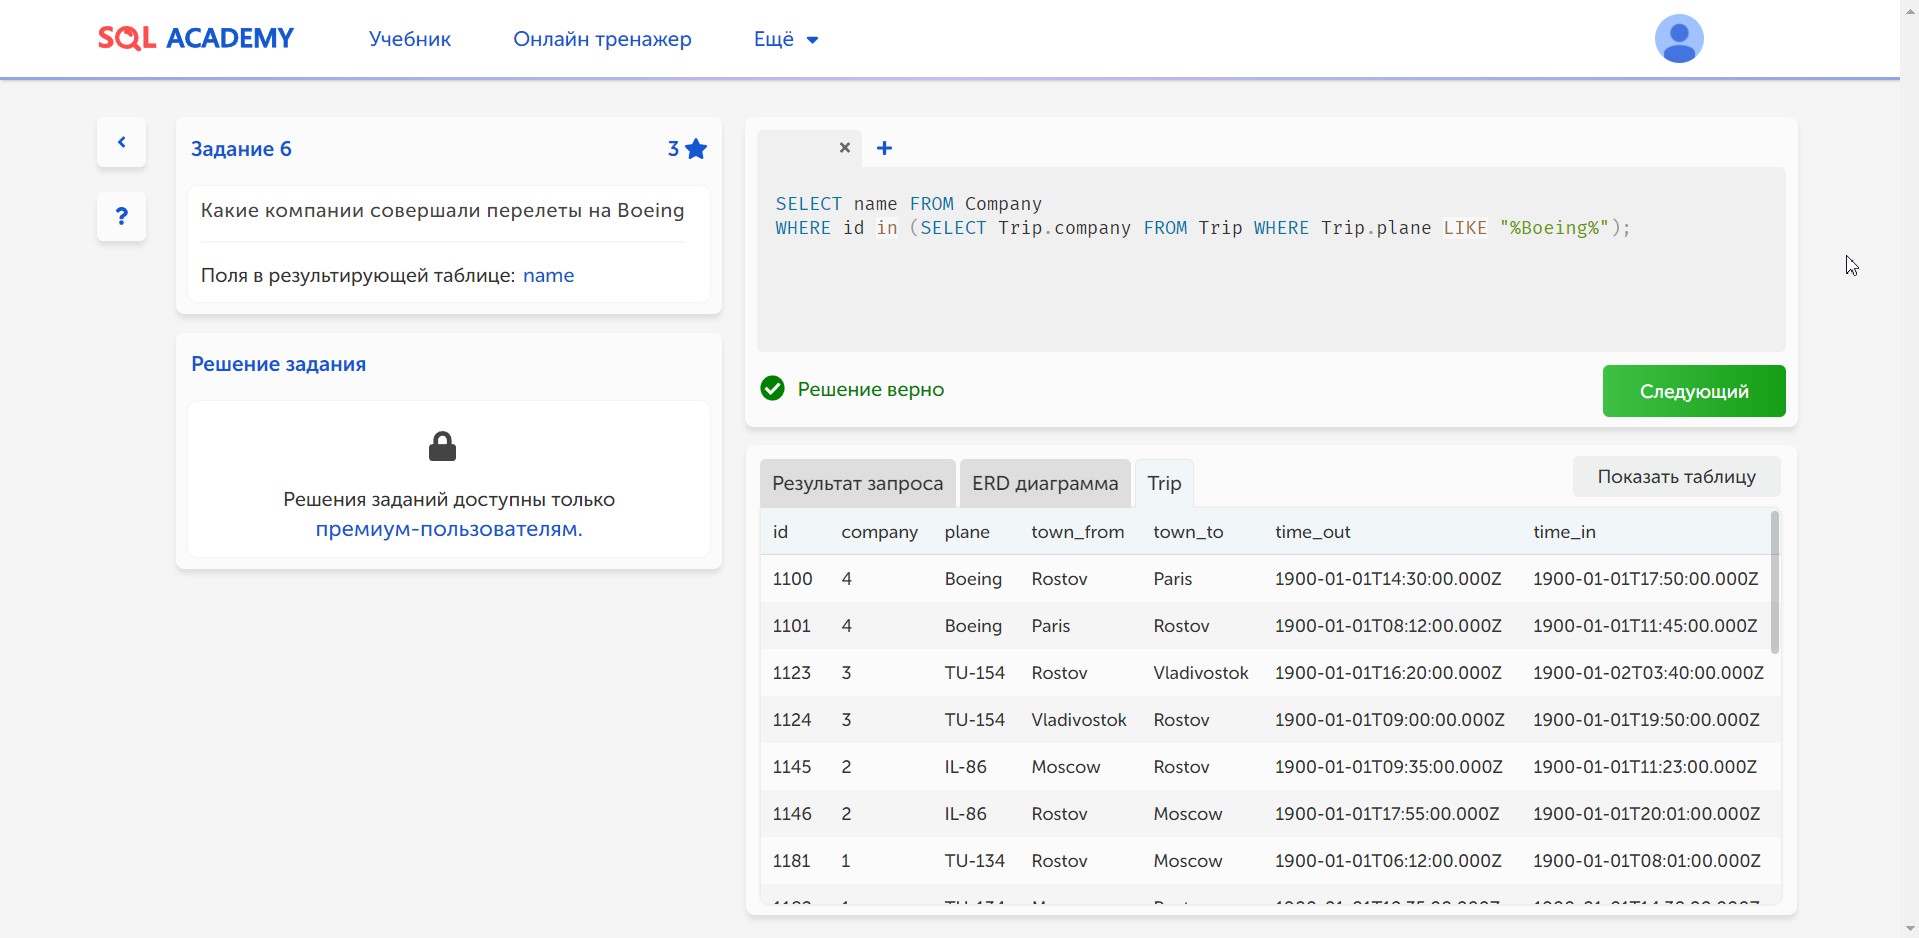 SQL ACADEMY
Учебник
Онлайн тренажер
Ещё
Задание 6
3
Какие компании совершали перелеты на Boeing
Поля в результирующей таблице: name
Решение задания
Решения заданий доступны только
премиум-пользователям.
SELECT name FROM Company
WHERE id in (SELECT Trip.company FROM Trip WHERE Trip.plane LIKE "%Boeing%");
Решение верно
Следующий
Результат запроса
ERD диаграмма
Trip
Показать таблицу
id company plane town_from town_to time_out time_in
1100 4 Boeing Rostov Paris 1900-01-01T14:30:00.000Z 1900-01-01T17:50:00.000Z
1101 4 Boeing Paris Rostov 1900-01-01T08:12:00.000Z 1900-01-01T11:45:00.000Z
1123 3 TU-154 Rostov Vladivostok 1900-01-01T16:20:00.000Z 1900-01-02T03:40:00.000Z
1124 3 TU-154 Vladivostok Rostov 1900-01-01T09:00:00.000Z 1900-01-01T19:50:00.000Z
1145 2 IL-86 Moscow Rostov 1900-01-01T09:35:00.000Z 1900-01-01T11:23:00.000Z
1146 2 IL-86 Rostov Moscow 1900-01-01T17:55:00.000Z 1900-01-01T20:01:00.000Z
1181 1 TU-134 Rostov Moscow 1900-01-01T06:12:00.000Z 1900-01-01T08:01:00.000Z